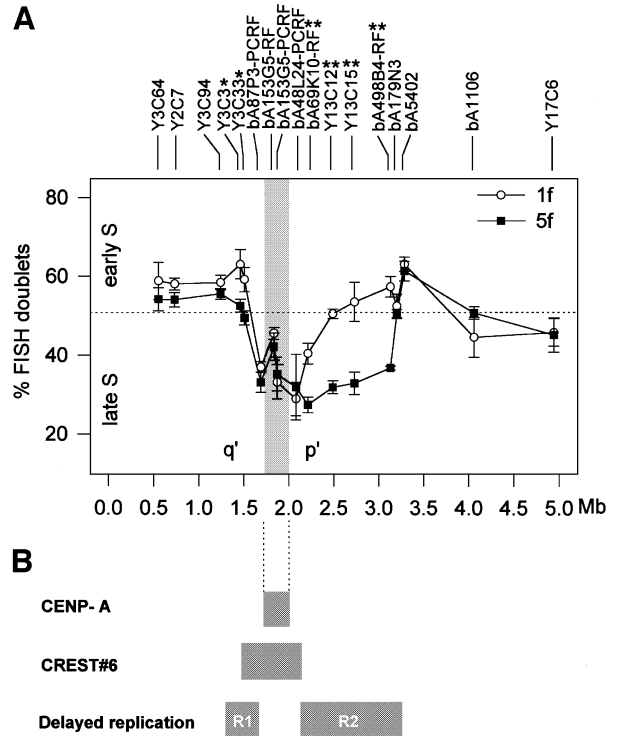 A
Y3C64
Y2C7
Y3C94
Y3C3*
Y3C33*
bA87P3-PCRF
bA153G5-RF
bA153G5-PCRF
bA48L24-PCRF
bA69K10-RF**
Y13C12**
Y13C15**
bA498B4-RF**
bA179N3
bA5402
bA1106
Y17C6
80
60
40
20
% FISH doublets
early S
late S
1f
5f
q'
p'
0.0 0.5 1.0 1.5 2.0 2.5 3.0 3.5 4.0 4.5 5.0 Mb
B
CENP- A
CREST#6
Delayed replication R1 R2